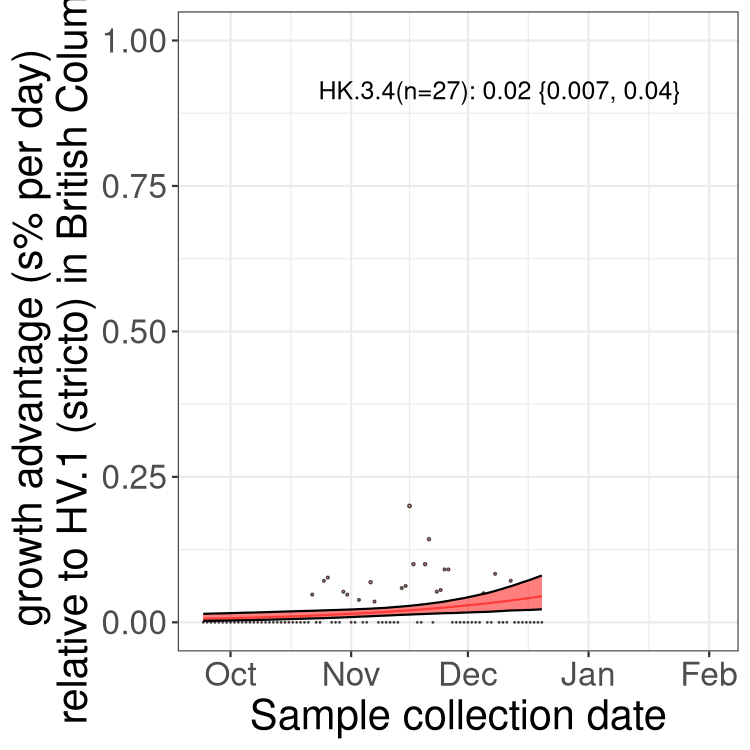 growth advantage (s% per day)
relative to HV.1 (stricto) in British Colum
1.00
0.75
0.50
0.25
0.00
HK.3.4(n=27): 0.02 {0.007, 0.04}
Oct Nov Dec Jan Feb
Sample collection date